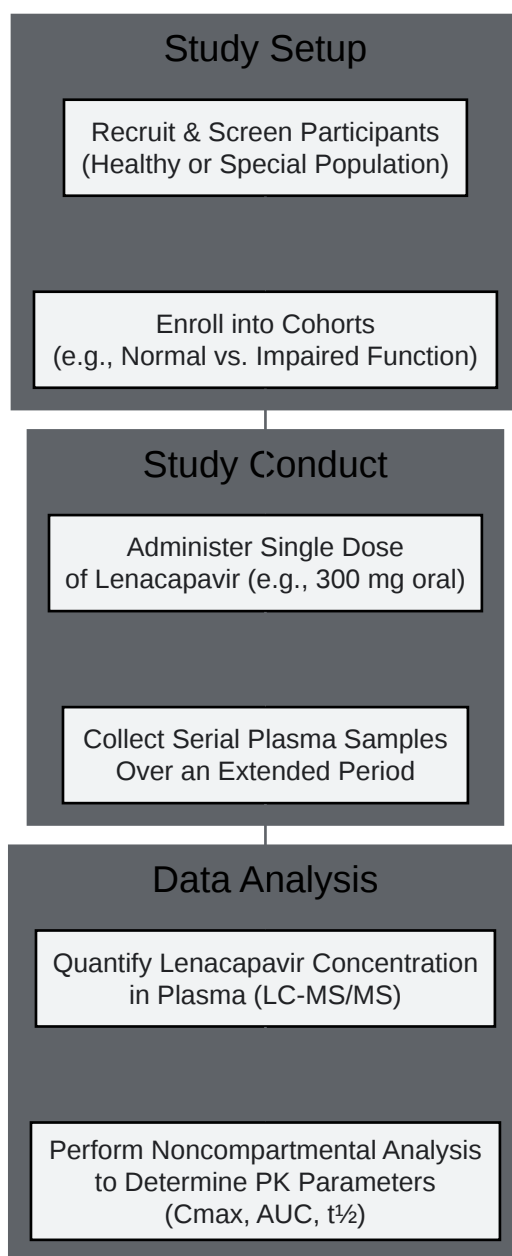 Study Setup
Recruit & Screen Participants
(Healthy or Special Population)
Enroll into Cohorts
(e.g., Normal vs. Impaired Function)
Study Conduct
Administer Single Dose
of Lenacapavir (e.g., 300 mg oral)
Collect Serial Plasma Samples
Over an Extended Period
Data Analysis
Quantify Lenacapavir Concentration
in Plasma (LC-MS/MS)
Perform Noncompartmental Analysis
to Determine PK Parameters
(Cmax, AUC, t½)